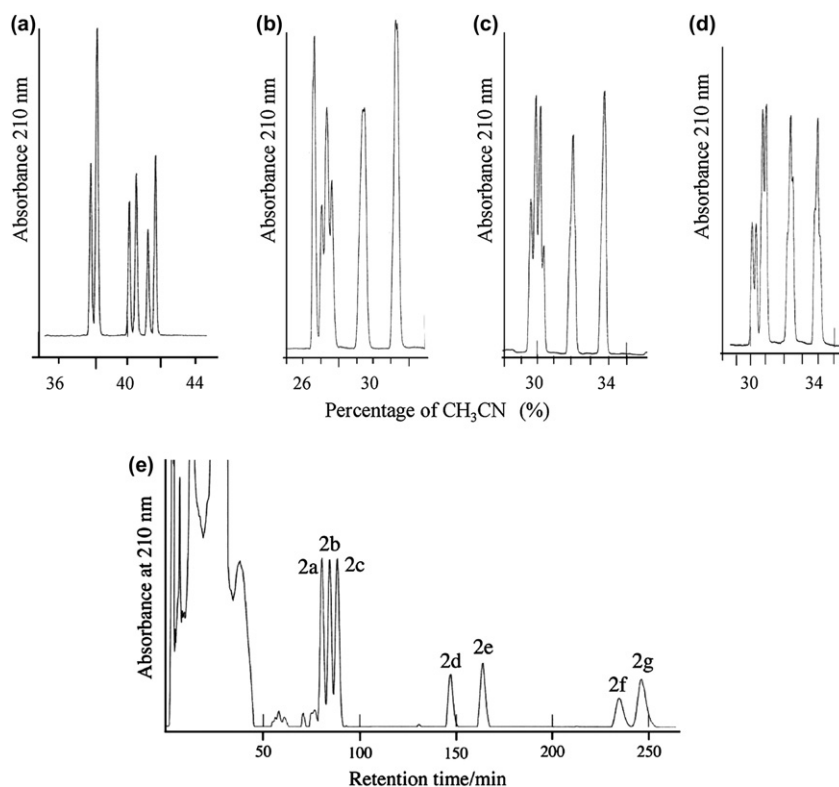 (a)
(b)
(c)
(d)
Absorbance 210 nm
Absorbance 210 nm
Absorbance 210 nm
Absorbance 210 nm
36 40 44
26 30
30 34
30 34
Percentage of CH₃CN (%)
(e)
Absorbance at 210 nm
2a 2b 2c
2d 2e
2f 2g
50 100 150 200 250
Retention time/min